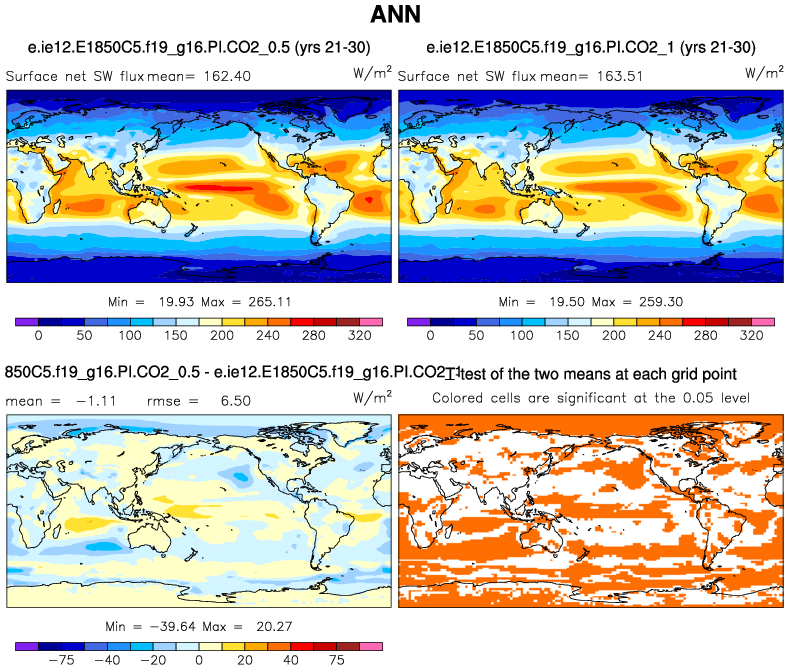 ANN
e.ie12.E1850C5.f19_g16.PI.CO2_0.5 (yrs 21-30)
e.ie12.E1850C5.f19_g16.PI.CO2_1 (yrs 21-30)
Surface net SW flux mean= 162.40 W/m²
Surface net SW flux mean= 163.51 W/m²
Min = 19.93 Max = 265.11
Min = 19.50 Max = 259.30
0 50 100 150 200 240 280 320
0 50 100 150 200 240 280 320
850C5.f19_g16.PI.CO2_0.5 - e.ie12.E1850C5.f19_g16.PI.CO2_1
T-test of the two means at each grid point
mean = -1.11 rmse = 6.50 W/m²
Colored cells are significant at the 0.05 level
Min = -39.64 Max = 20.27
-75 -40 -20 0 20 40 75